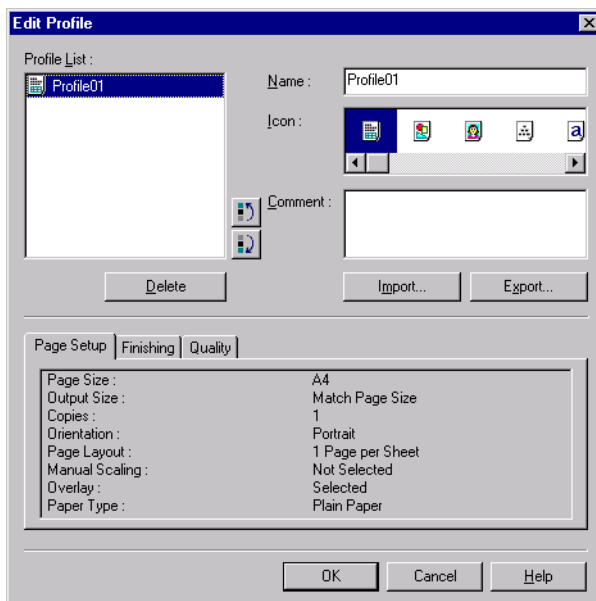 Edit Profile
Profile List :
Profile01
Name :
Profile01
Icon :
a
Comment :
Delete
Import...
Export...
Page Setup
Finishing
Quality
Page Size : A4
Output Size : Match Page Size
Copies : 1
Orientation : Portrait
Page Layout : 1 Page per Sheet
Manual Scaling : Not Selected
Overlay : Selected
Paper Type : Plain Paper
OK
Cancel
Help